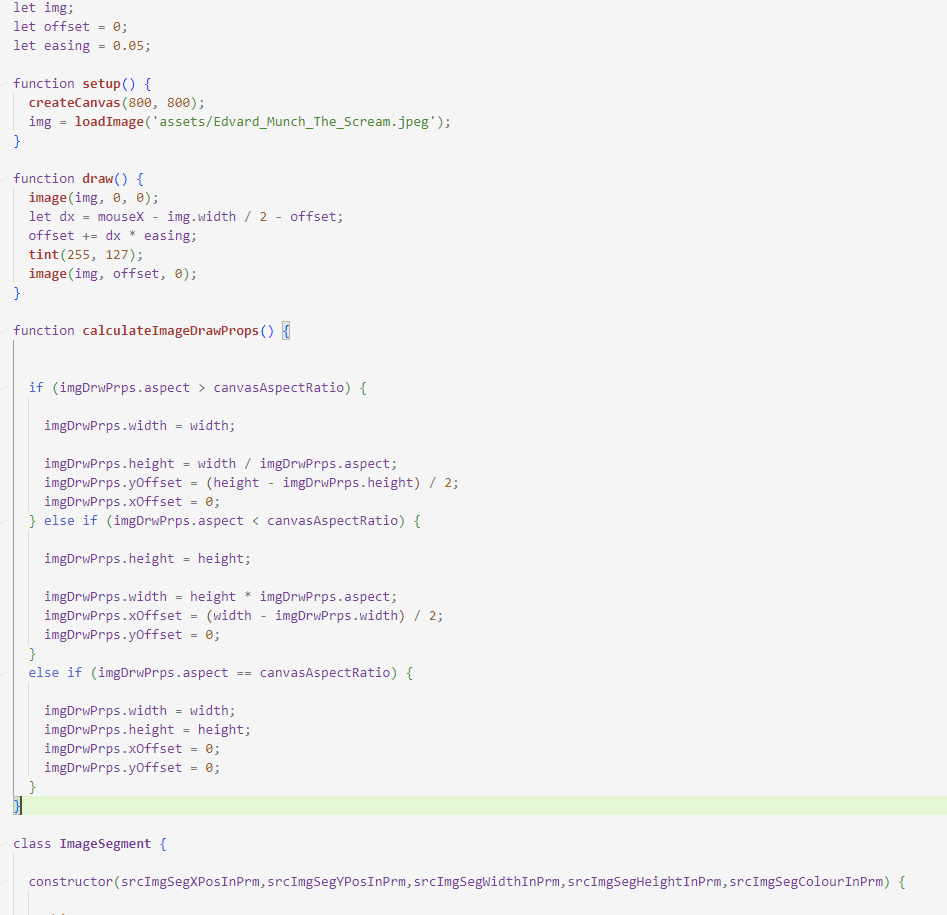 let img;
let offset = 0;
let easing = 0.05;
function setup() {
createCanvas(800, 800);
img = loadImage('assets/Edvard_Munch_The_Scream.jpeg');
}
function draw() {
image(img, 0, 0);
let dx = mouseX - img.width / 2 - offset;
offset += dx * easing;
tint(255, 127);
image(img, offset, 0);
}
function calculateImageDrawProps() {
if (imgDrwPrps.aspect > canvasAspectRatio) {
imgDrwPrps.width = width;
imgDrwPrps.height = width / imgDrwPrps.aspect;
imgDrwPrps.yOffset = (height - imgDrwPrps.height) / 2;
imgDrwPrps.xOffset = 0;
} else if (imgDrwPrps.aspect < canvasAspectRatio) {
imgDrwPrps.height = height;
imgDrwPrps.width = height * imgDrwPrps.aspect;
imgDrwPrps.xOffset = (width - imgDrwPrps.width) / 2;
imgDrwPrps.yOffset = 0;
}
else if (imgDrwPrps.aspect == canvasAspectRatio) {
imgDrwPrps.width = width;
imgDrwPrps.height = height;
imgDrwPrps.xOffset = 0;
imgDrwPrps.yOffset = 0;
}
}
class ImageSegment {
constructor(srcImgSegXPosInPrm,srcImgSegYPosInPrm,srcImgSegWidthInPrm,srcImgSegHeightInPrm,srcImgSegColourInPrm) {